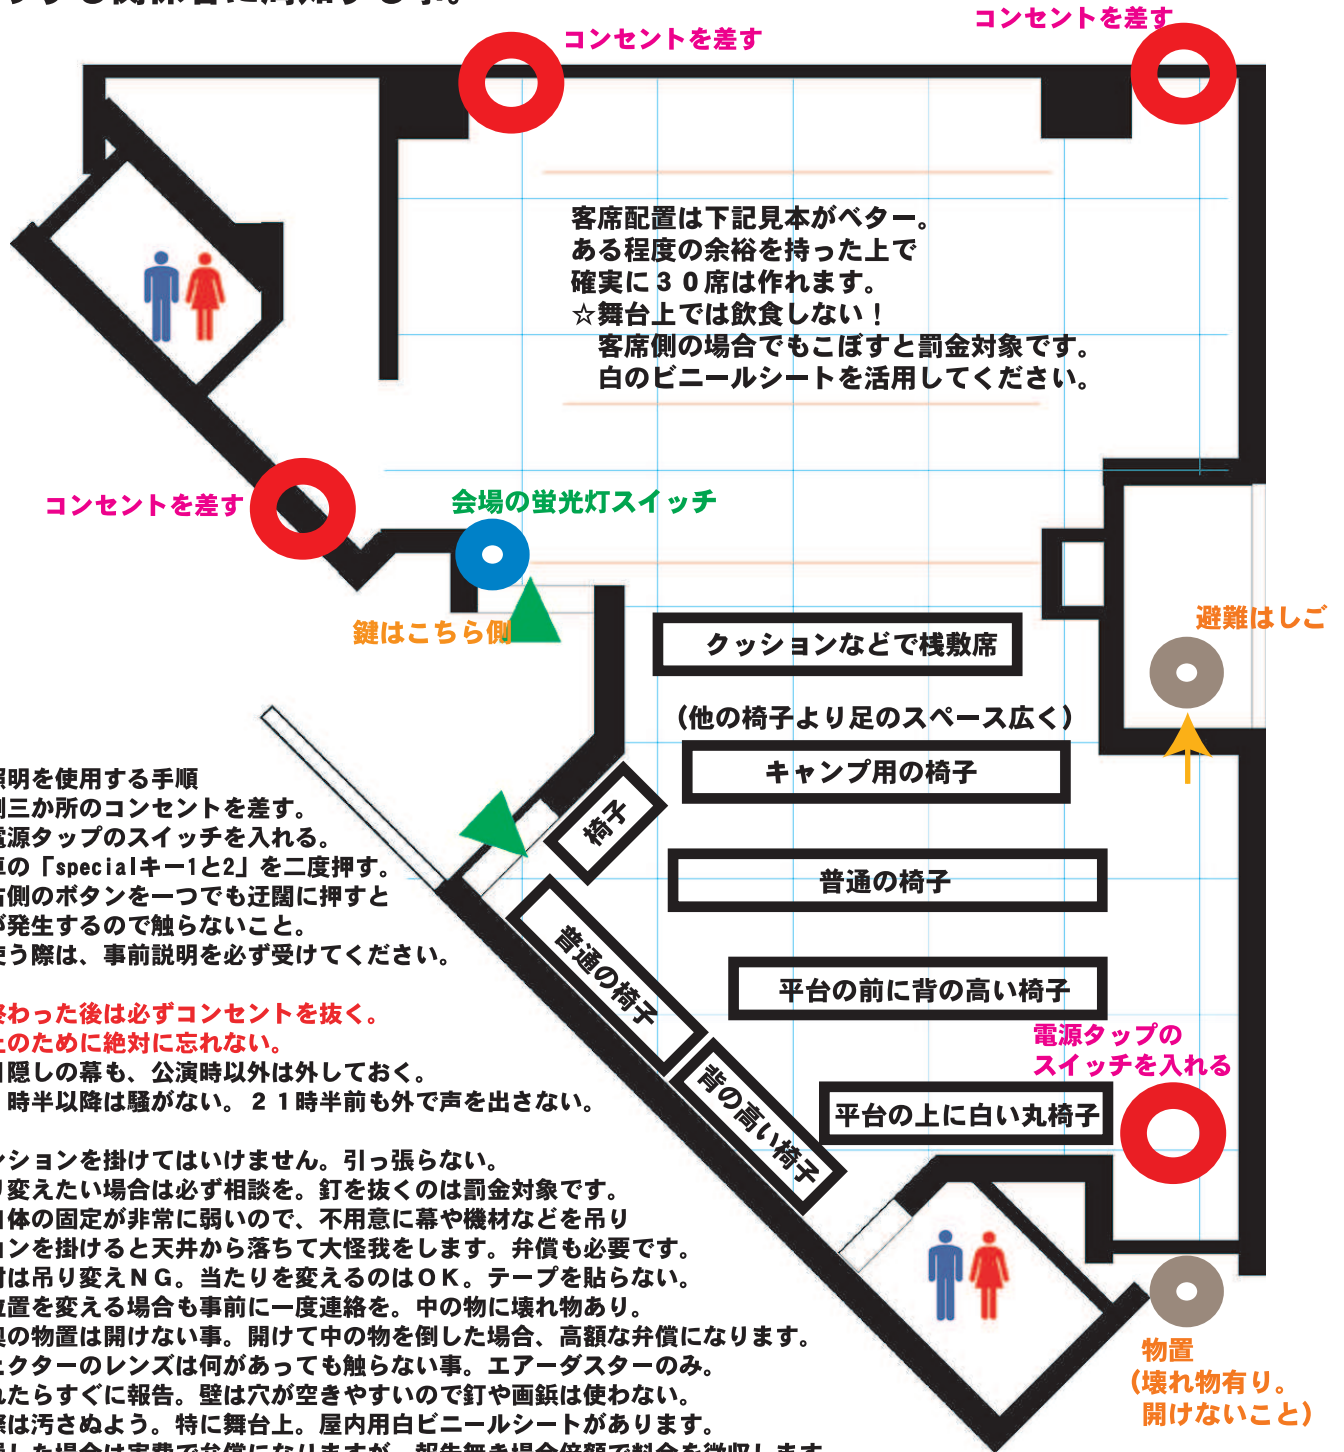 コンセントを差す
コンセントを差す
客席配置は下記見本がベター。
ある程度の余裕を持った上で
確実に３０席は作れます。
☆舞台上では飲食しない！
客席側の場合でもこぼすと罰金対象です。
白のビニールシートを活用してください。
コンセントを差す
会場の蛍光灯スイッチ
鍵はこちら側
避難はしご
クッションなどで桟敷席
（他の椅子より足のスペース広く）
キャンプ用の椅子
椅子
普通の椅子
普通の椅子
平台の前に背の高い椅子
背の高い椅子
電源タップの
スイッチを入れる
平台の上に白い丸椅子
物置
（壊れ物有り。
開けないこと）
照明を使用する手順
側三か所のコンセントを差す。
電源タップのスイッチを入れる。
卓の「specialキー1と2」を二度押す。
右側のボタンを一つでも迂闊に押すと
が発生するので触らないこと。
使う際は、事前説明を必ず受けてください。
終わった後は必ずコンセントを抜く。
止のために絶対に忘れない。
目隠しの幕も、公演時以外は外しておく。
時半以降は騒がない。２１時半前も外で声を出さない。
ンションを掛けてはいけません。引っ張らない。
り変えたい場合は必ず相談を。釘を抜くのは罰金対象です。
自体の固定が非常に弱いので、不用意に幕や機材などを吊り
ョンを掛けると天井から落ちて大怪我をします。弁償も必要です。
材は吊り変えＮＧ。当たりを変えるのはＯＫ。テープを貼らない。
位置を変える場合も事前に一度連絡を。中の物に壊れ物あり。
奥の物置は開けない事。開けて中の物を倒した場合、高額な弁償になります。
ェクターのレンズは何があっても触らない事。エアーダスターのみ。
れたらすぐに報告。壁は穴が空きやすいので釘や画鋲は使わない。
際は汚さぬよう。特に舞台上。屋内用白ビニールシートがあります。